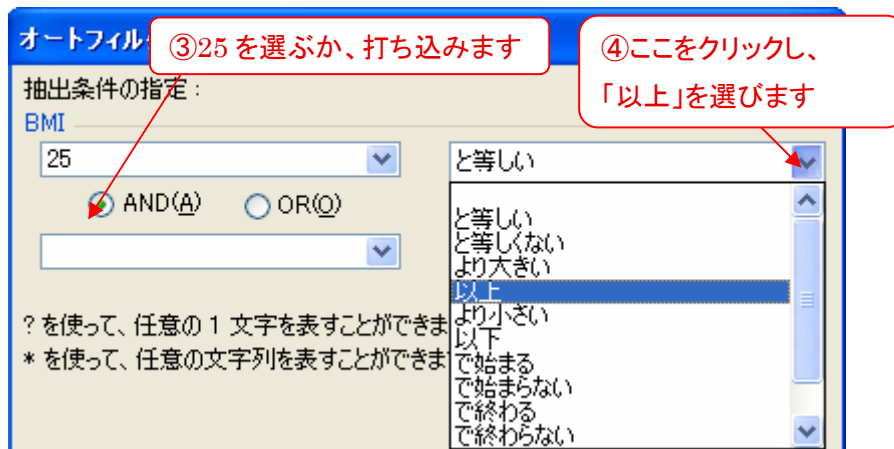 オートフィル
③25 を選ぶか、打ち込みます
④ここをクリックし、
「以上」を選びます
抽出条件の指定:
BMI
25
と等しい
AND(A) OR(O)
と等しい
と等しくない
より大きい
以上
より小さい
以下
で始まる
で始まらない
で終わる
で終わらない
? を使って、任意の 1 文字を表すことができま
* を使って、任意の文字列を表すことができま